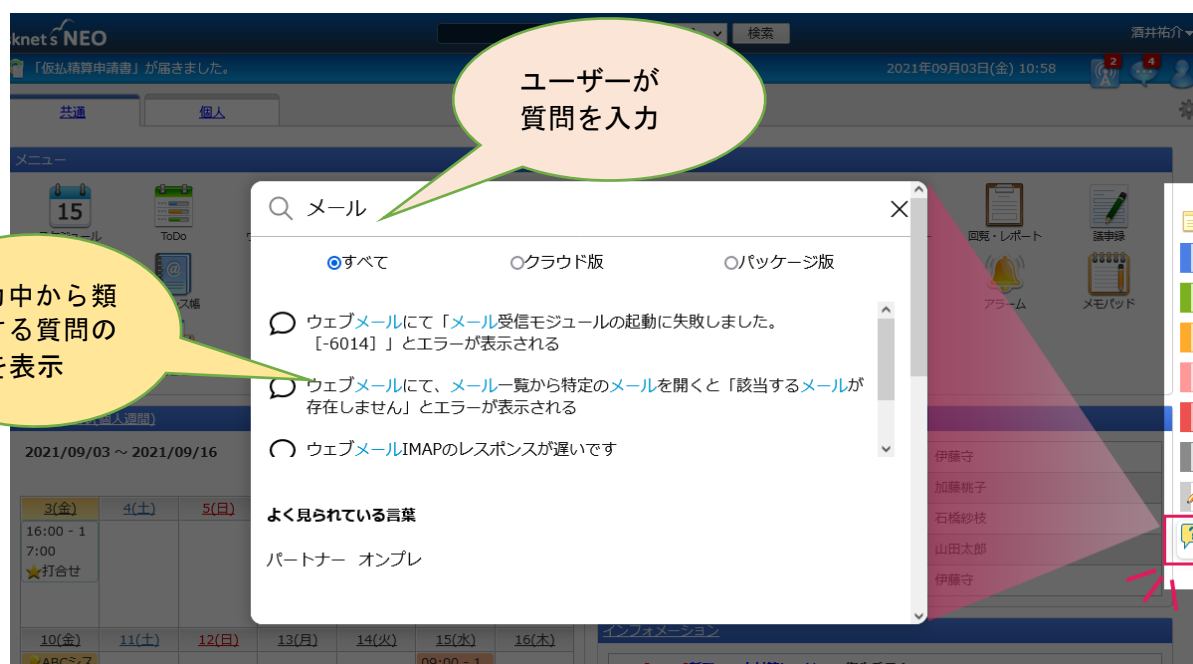 knet's NEO
検索
酒井祐介
「仮払精算申請書」が届きました。
2021年09月03日(金) 10:58
2
4
共通
個人
メニュー
15
ToDo
回覧・レポート
議事録
アラーム
メモパッド
ユーザーが
質問を入力
中から類
する質問の
を表示
メール
すべて
クラウド版
パッケージ版
ウェブメールにて「メール受信モジュールの起動に失敗しました。
［-6014］」とエラーが表示される
ウェブメールにて、メール一覧から特定のメールを開くと「該当するメールが
存在しません」とエラーが表示される
ウェブメールIMAPのレスポンスが遅いです
よく見られている言葉
パートナー オンプレ
個人週間)
2021/09/03 ～ 2021/09/16
3(金)
4(土)
5(日)
16:00 - 1
7:00
打合せ
10(金)
11(土)
12(日)
13(月)
14(火)
15(水)
16(木)
09:00 - 1
伊藤守
加藤桃子
石橋紗枝
山田太郎
伊藤守
インフォメーション